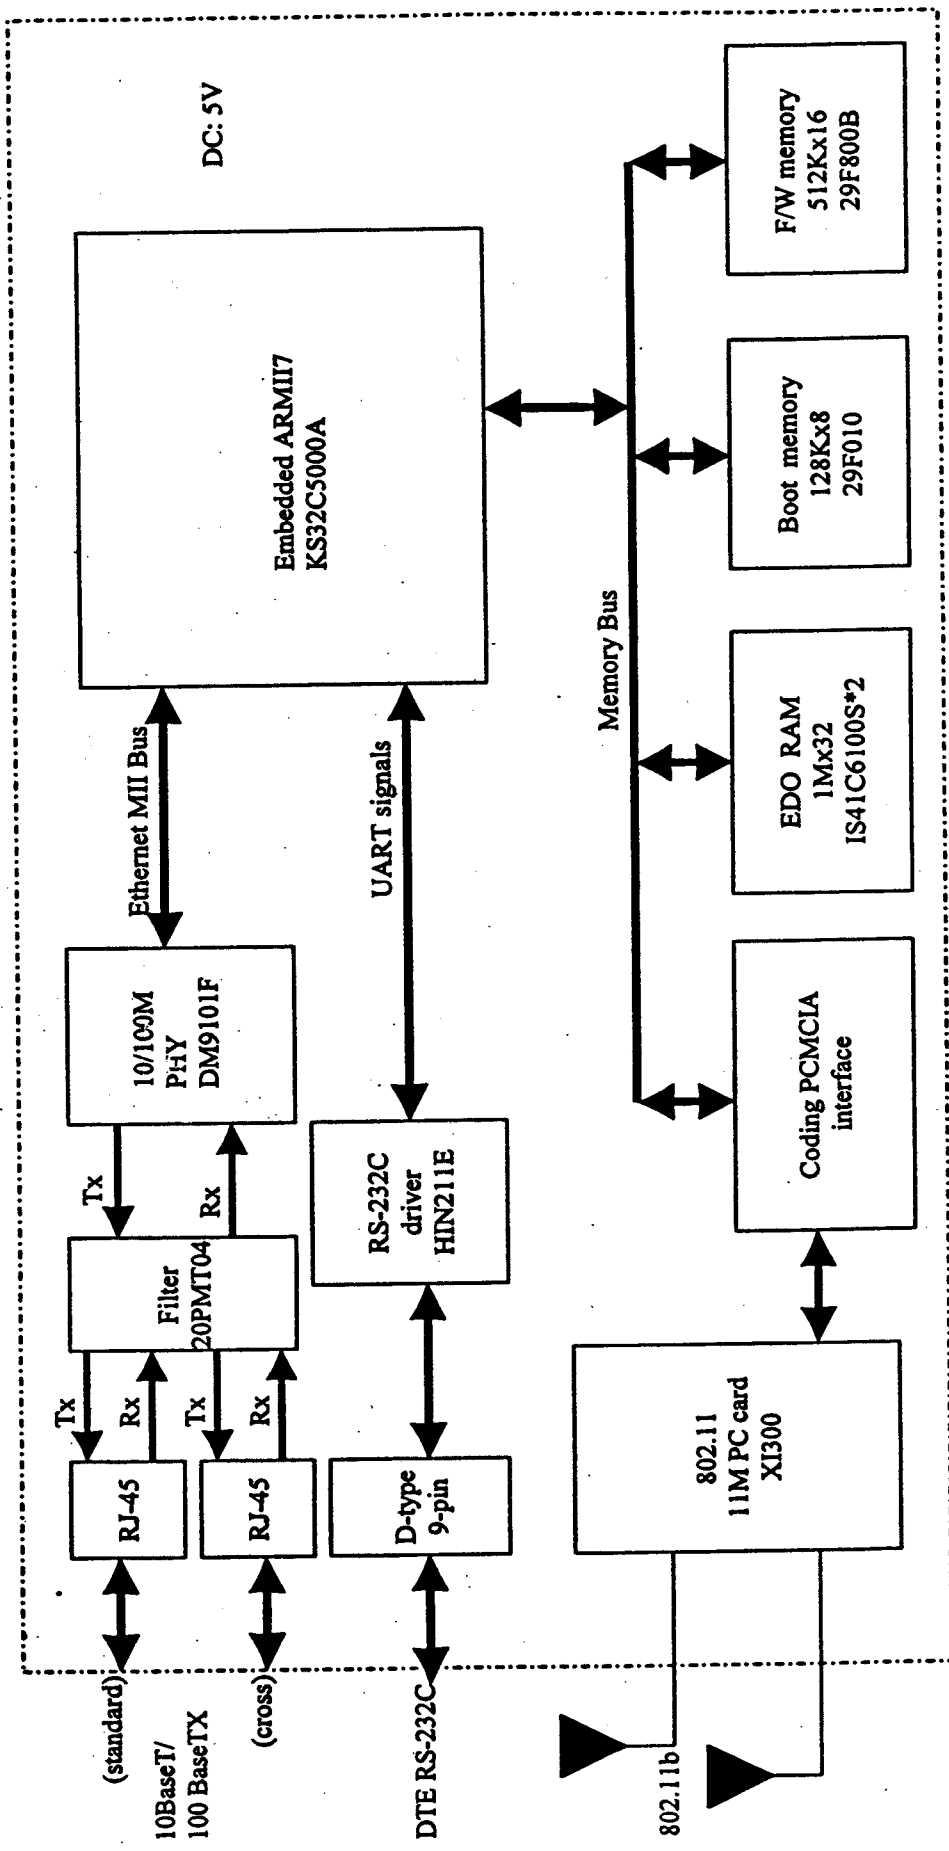 (standard)
10BaseT/
100 BaseTX
(cross)
DTE RS-232C
802.11b
RJ-45
RJ-45
D-type
9-pin
Tx
Rx
Tx
Rx
Filter
20PMT04
Tx
Rx
10/100M
PHY
DM9101F
RS-232C
driver
HIN211E
Ethernet MII Bus
UART signals
Embedded ARMII7
KS32C5000A
DC: 5V
802.11
11M PC card
XI300
Coding PCMCIA
interface
Memory Bus
EDO RAM
1Mx32
IS41C6100S*2
Boot memory
128Kx8
29F010
F/W memory
512Kx16
29F800B